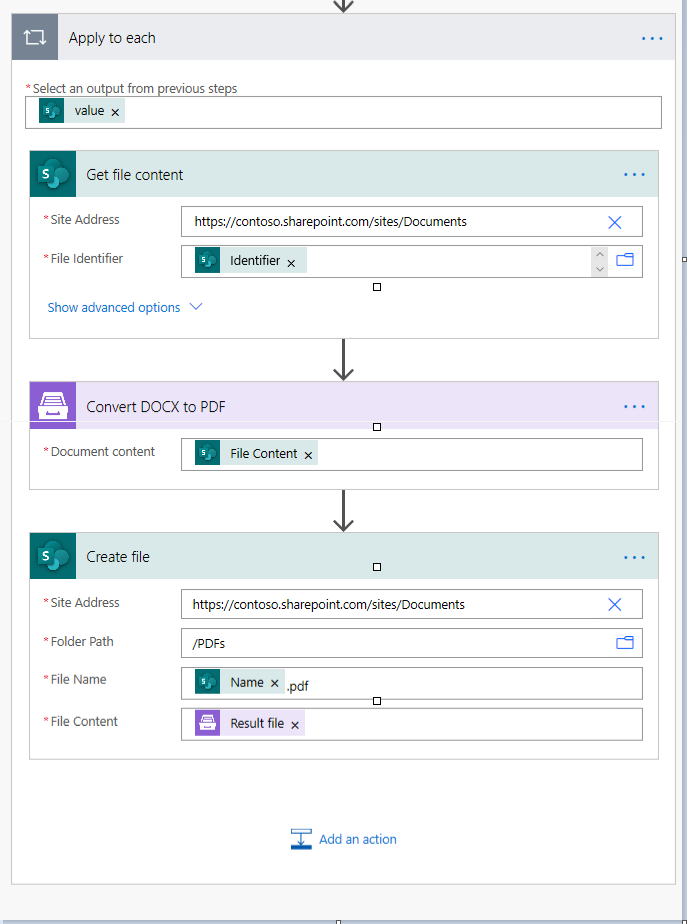 Apply to each
...
*Select an output from previous steps
S value ×
S Get file content
...
*Site Address https://contoso.sharepoint.com/sites/Documents
*File Identifier S Identifier ×
Show advanced options
Convert DOCX to PDF
...
*Document content S File Content ×
S Create file
...
*Site Address https://contoso.sharepoint.com/sites/Documents
*Folder Path /PDFs
*File Name S Name × .pdf
*File Content Result file ×
Add an action